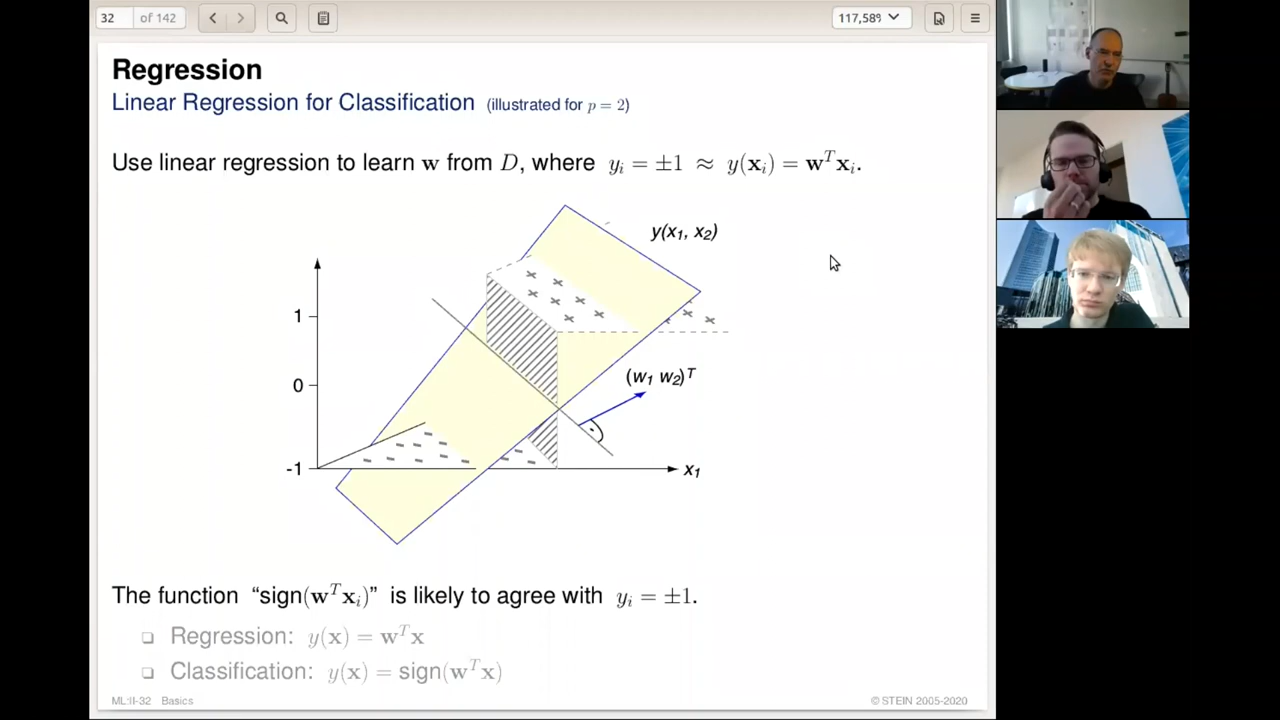 32 of 142 117,58%
Regression
Linear Regression for Classification (illustrated for p = 2)
Use linear regression to learn w from D, where yᵢ = ±1 ≈ y(xᵢ) = wᵀxᵢ.
y(x₁, x₂)
1
(w₁ w₂)ᵀ
0
-1
x₁
The function “sign(wᵀxᵢ)” is likely to agree with yᵢ = ±1.
❑ Regression: y(x) = wᵀx
❑ Classification: y(x) = sign(wᵀx)
ML:II-32 Basics © STEIN 2005-2020